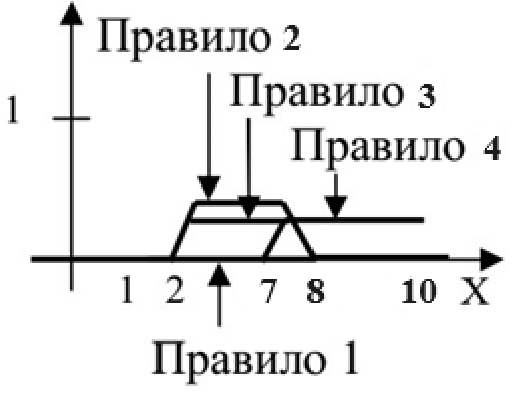 Правило 2
Правило 3
1
Правило 4
1 2 7 8 10 X
Правило 1